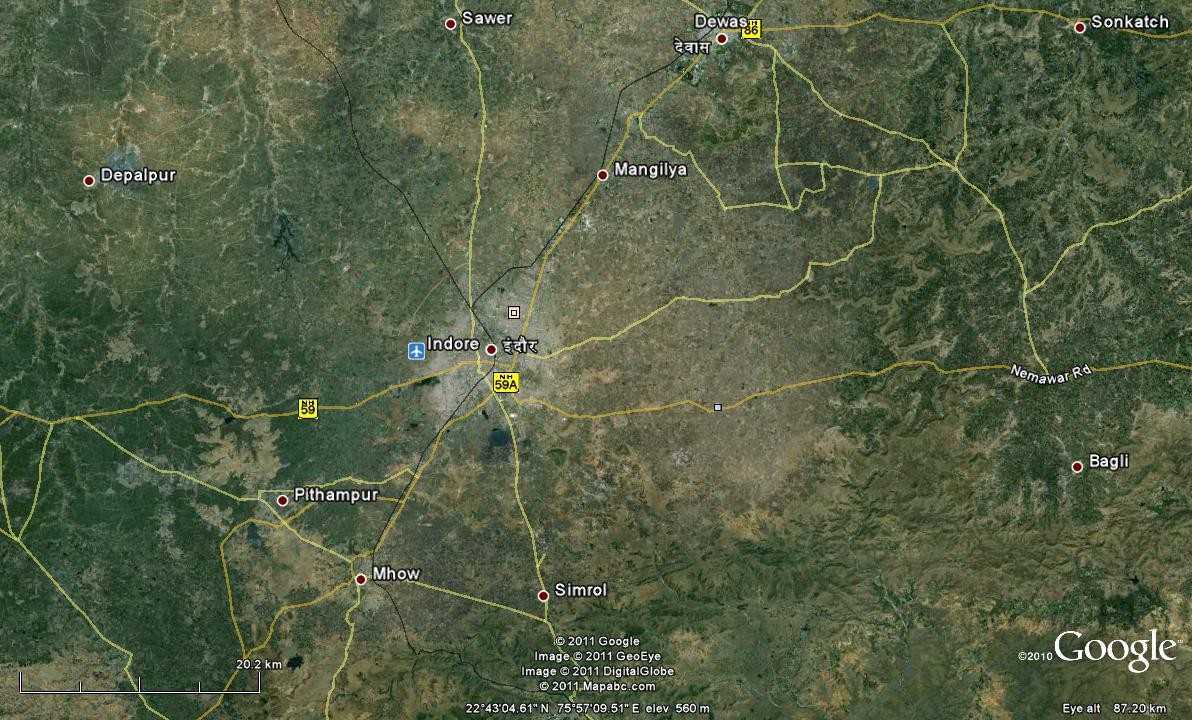 Sawer
Dewas
NH 86
देवास
Sonkatch
Depalpur
Mangilya
Indore
इंदौर
NH 59A
Nemawar Rd
NH 59
Bagli
Pithampur
Mhow
Simrol
© 2011 Google
Image © 2011 GeoEye
Image © 2011 DigitalGlobe
© 2011 Mapabc.com
©2010 Google™
20.2 km
22°43'04.61" N 75°57'09.51" E elev 560 m
Eye alt 87.20 km